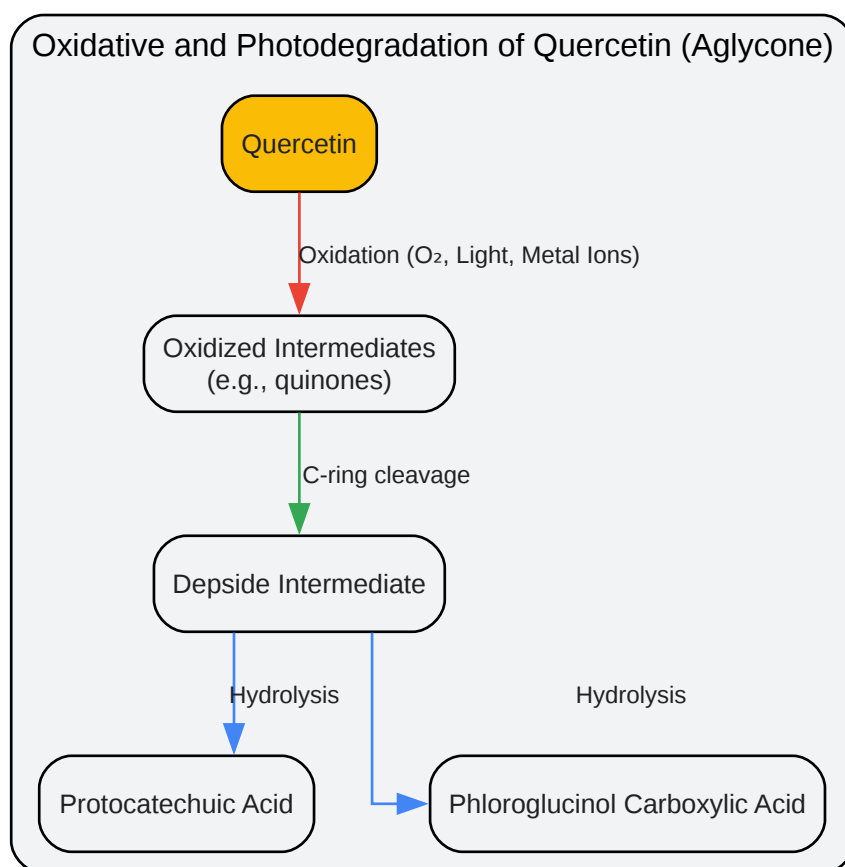 Oxidative and Photodegradation of Quercetin (Aglycone)
Quercetin
Oxidation (O₂, Light, Metal Ions)
Oxidized Intermediates
(e.g., quinones)
C-ring cleavage
Depside Intermediate
Hydrolysis
Hydrolysis
Protocatechuic Acid
Phloroglucinol Carboxylic Acid